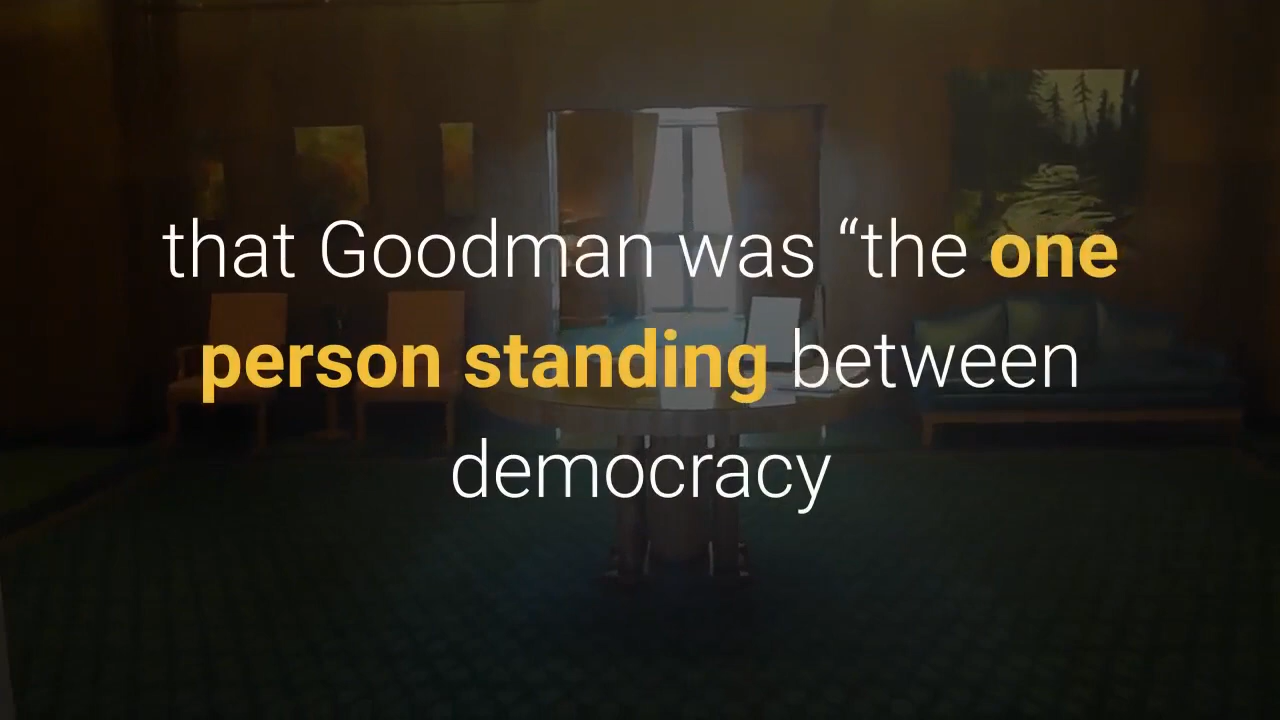 that Goodman was “the one
person standing between
democracy